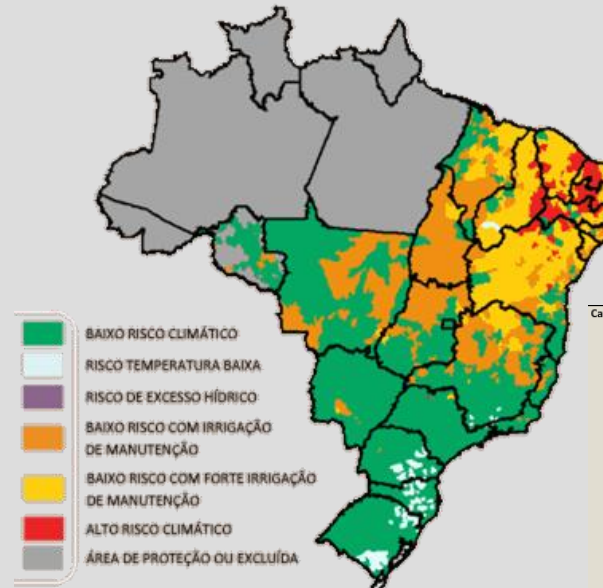 Ca
BAIXO RISCO CLIMÁTICO
RISCO TEMPERATURA BAIXA
RISCO DE EXCESSO HÍDRICO
BAIXO RISCO COM IRRIGAÇÃO
DE MANUTENÇÃO
BAIXO RISCO COM FORTE IRRIGAÇÃO
DE MANUTENÇÃO
ALTO RISCO CLIMÁTICO
ÁREA DE PROTEÇÃO OU EXCLUÍDA